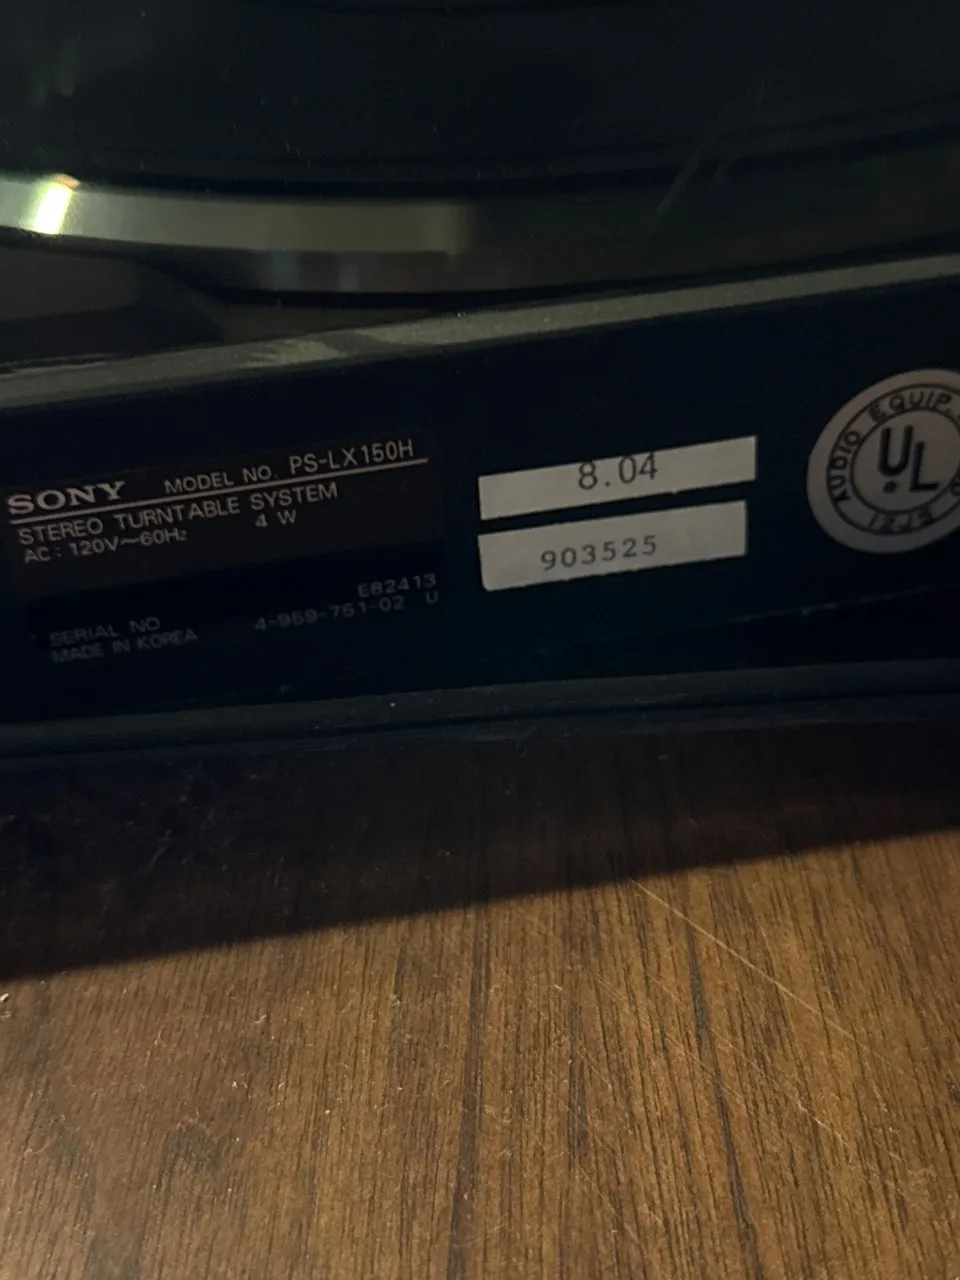 SONY MODEL NO. PS-LX150H
STEREO TURNTABLE SYSTEM
AC: 120V~60Hz 4 W
E82413
SERIAL NO
4-959-751-02 U
MADE IN KOREA
8.04
903525
AUDIO EQUIP.
UL
12J5